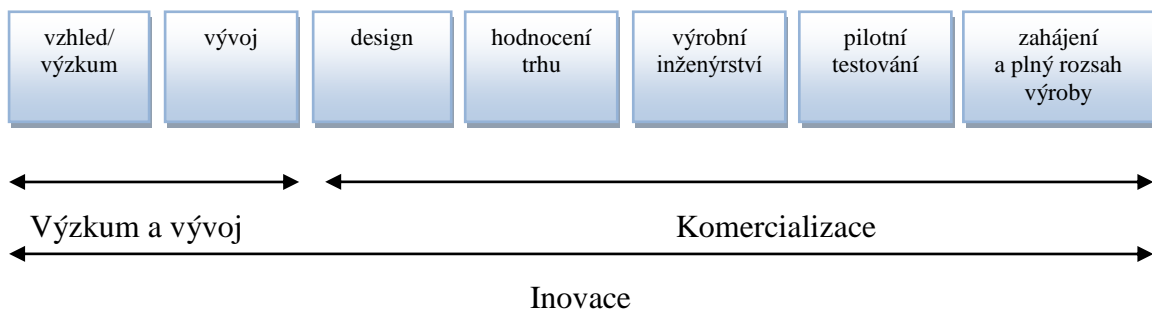 vzhled/
výzkum
vývoj
design
hodnocení
trhu
výrobní
inženýrství
pilotní
testování
zahájení
a plný rozsah
výroby
Výzkum a vývoj
Komercializace
Inovace